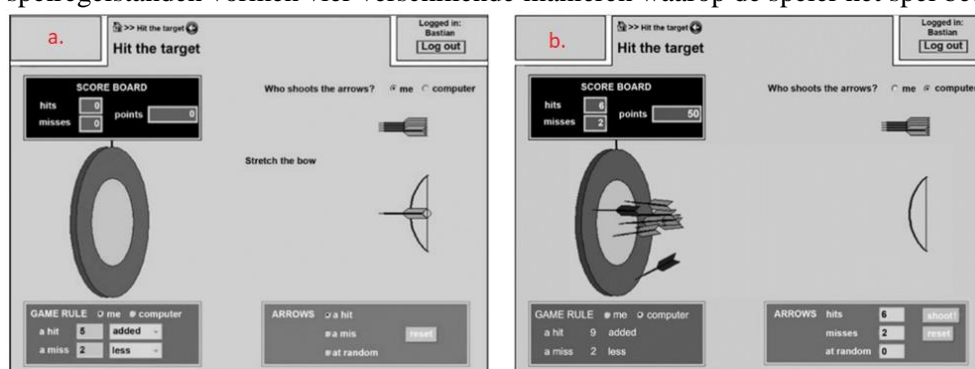 spelregelstanden vormen vier verschillende manieren waarop de speler het spel
a.
>> Hit the target
Hit the target
Logged in:
Bastian
Log out
SCORE BOARD
hits 0
misses 0
points 0
Who shoots the arrows? me computer
Stretch the bow
GAME RULE me computer
a hit 5 added
a miss 2 less
ARROWS a hit
a mis
at random
reset
b.
>> Hit the target
Hit the target
Logged in:
Bastian
Log out
SCORE BOARD
hits 6
misses 2
points 50
Who shoots the arrows? me computer
GAME RULE me computer
a hit 9 added
a miss 2 less
ARROWS hits 6 shoot!
misses 2 reset
at random 0